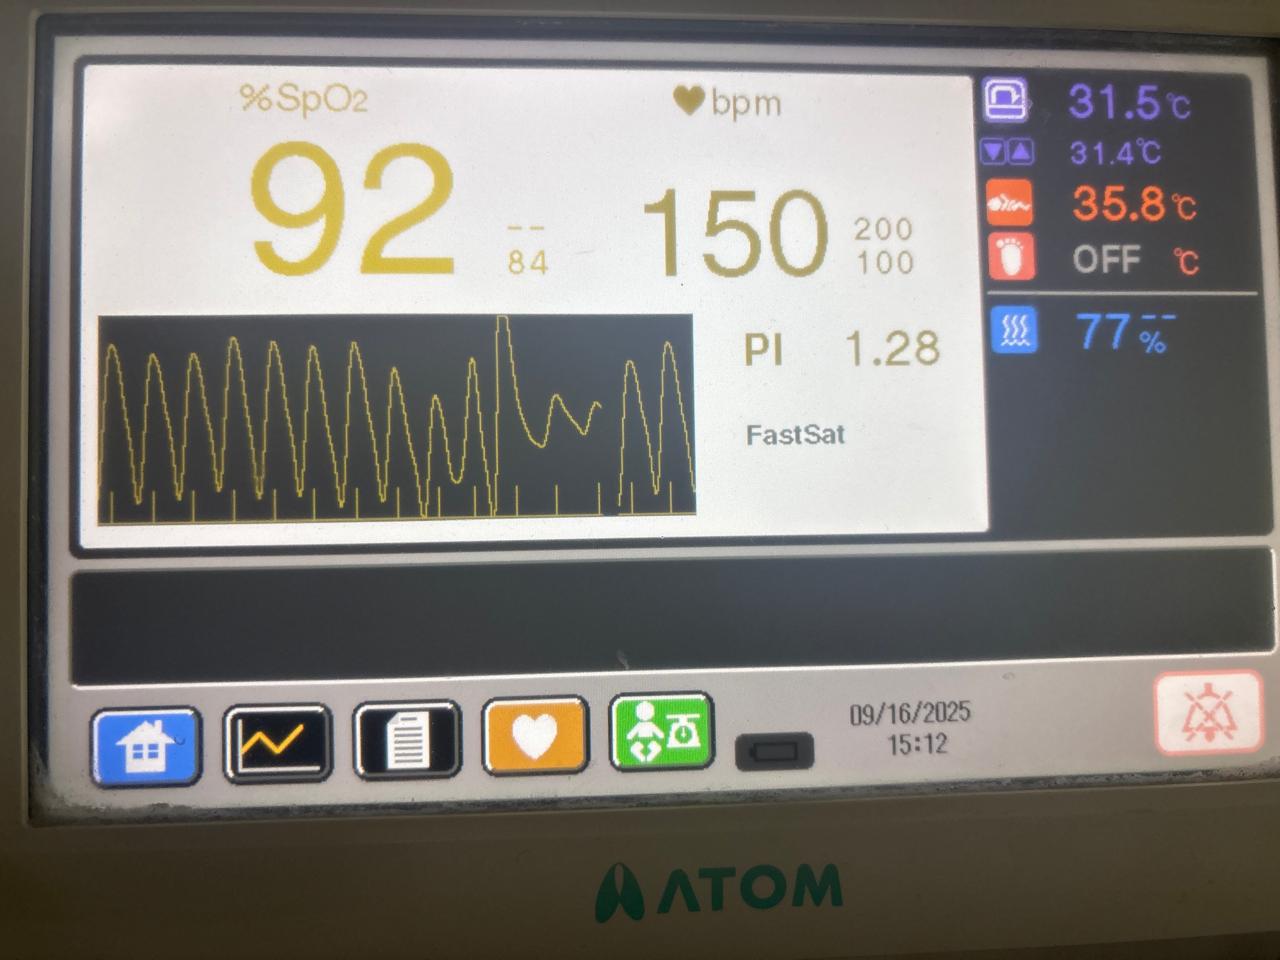 %SpO2
92
--
84
bpm
150
200
100
PI 1.28
FastSat
31.5℃
31.4℃
35.8℃
OFF ℃
77 --
%
09/16/2025
15:12
ATOM